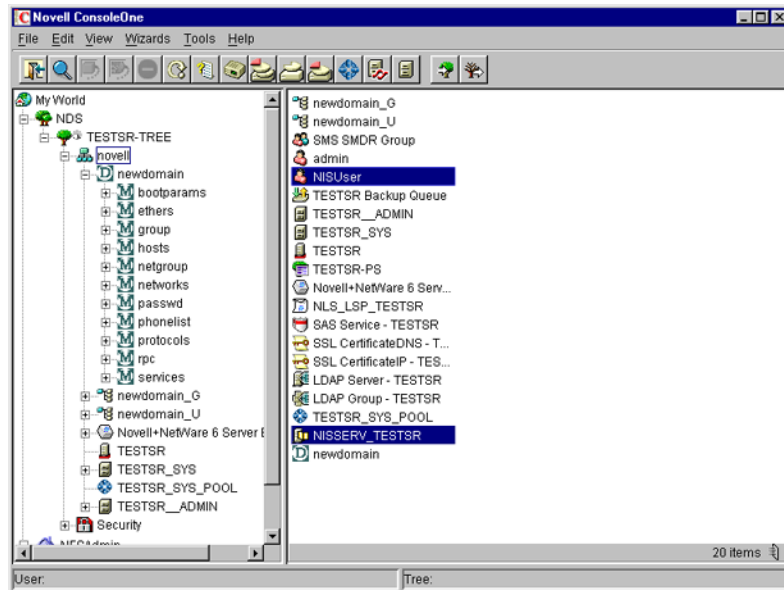 Novell ConsoleOne
File Edit View Wizards Tools Help
My World
NDS
TESTSR-TREE
novell
newdomain
bootparams
ethers
group
hosts
netgroup
networks
passwd
phonelist
protocols
rpc
services
newdomain_G
newdomain_U
Novell+NetWare 6 Server
TESTSR
TESTSR_SYS
TESTSR_SYS_POOL
TESTSR__ADMIN
Security
NFSAdmin
newdomain_G
newdomain_U
SMS SMDR Group
admin
NISUser
TESTSR Backup Queue
TESTSR__ADMIN
TESTSR_SYS
TESTSR
TESTSR-PS
Novell+NetWare 6 Serv...
NLS_LSP_TESTSR
SAS Service - TESTSR
SSL CertificateDNS - T...
SSL CertificateIP - TES...
LDAP Server - TESTSR
LDAP Group - TESTSR
TESTSR_SYS_POOL
NISSERV_TESTSR
newdomain
20 items
User:
Tree: